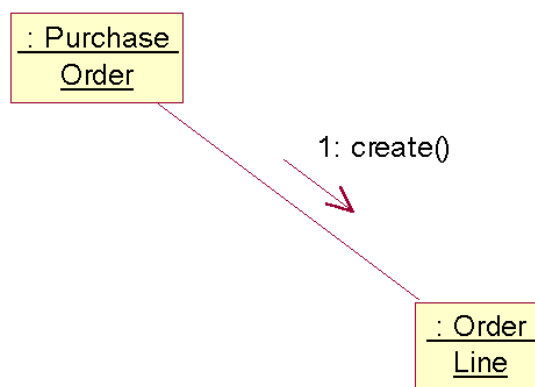 : Purchase
Order
1: create()
: Order
Line